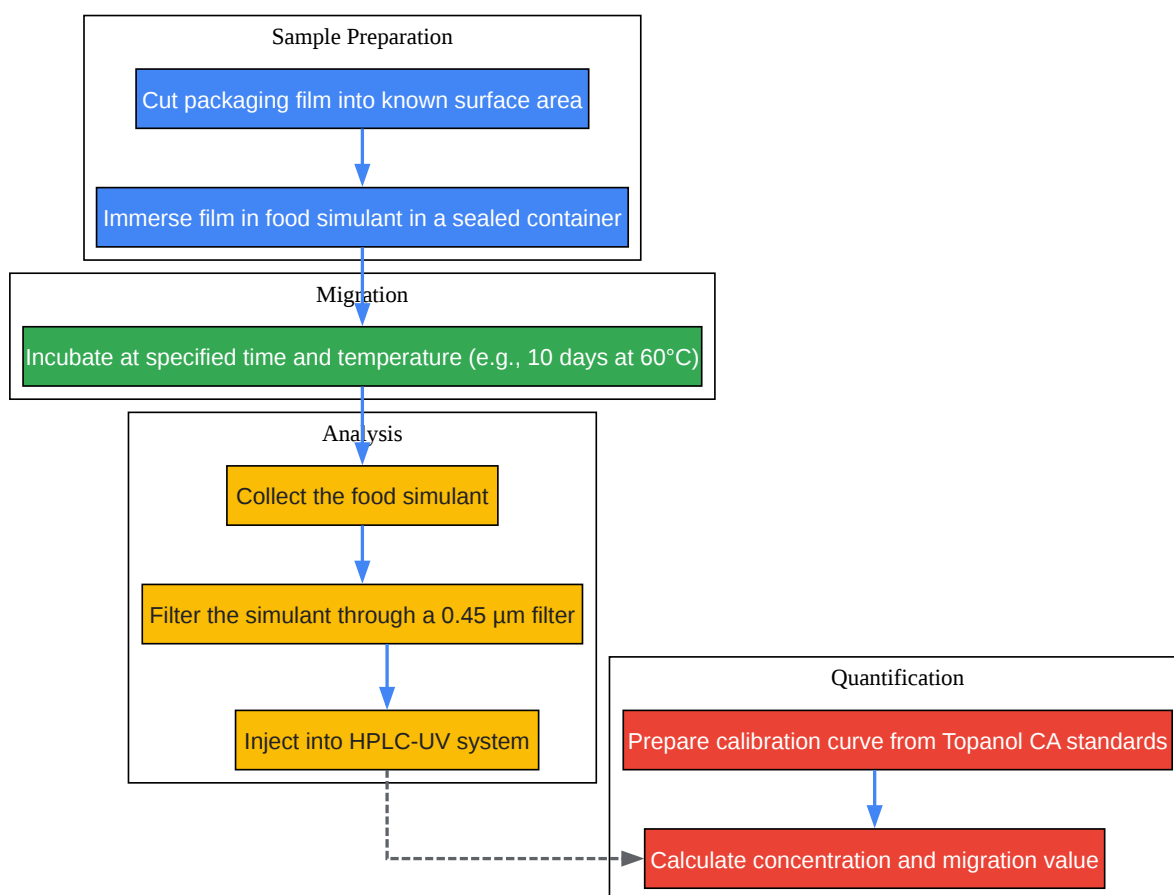 Sample Preparation
Cut packaging film into known surface area
Immerse film in food simulant in a sealed container
Migration
Incubate at specified time and temperature (e.g., 10 days at 60°C)
Analysis
Collect the food simulant
Filter the simulant through a 0.45 µm filter
Inject into HPLC-UV system
Quantification
Prepare calibration curve from Topanol CA standards
Calculate concentration and migration value